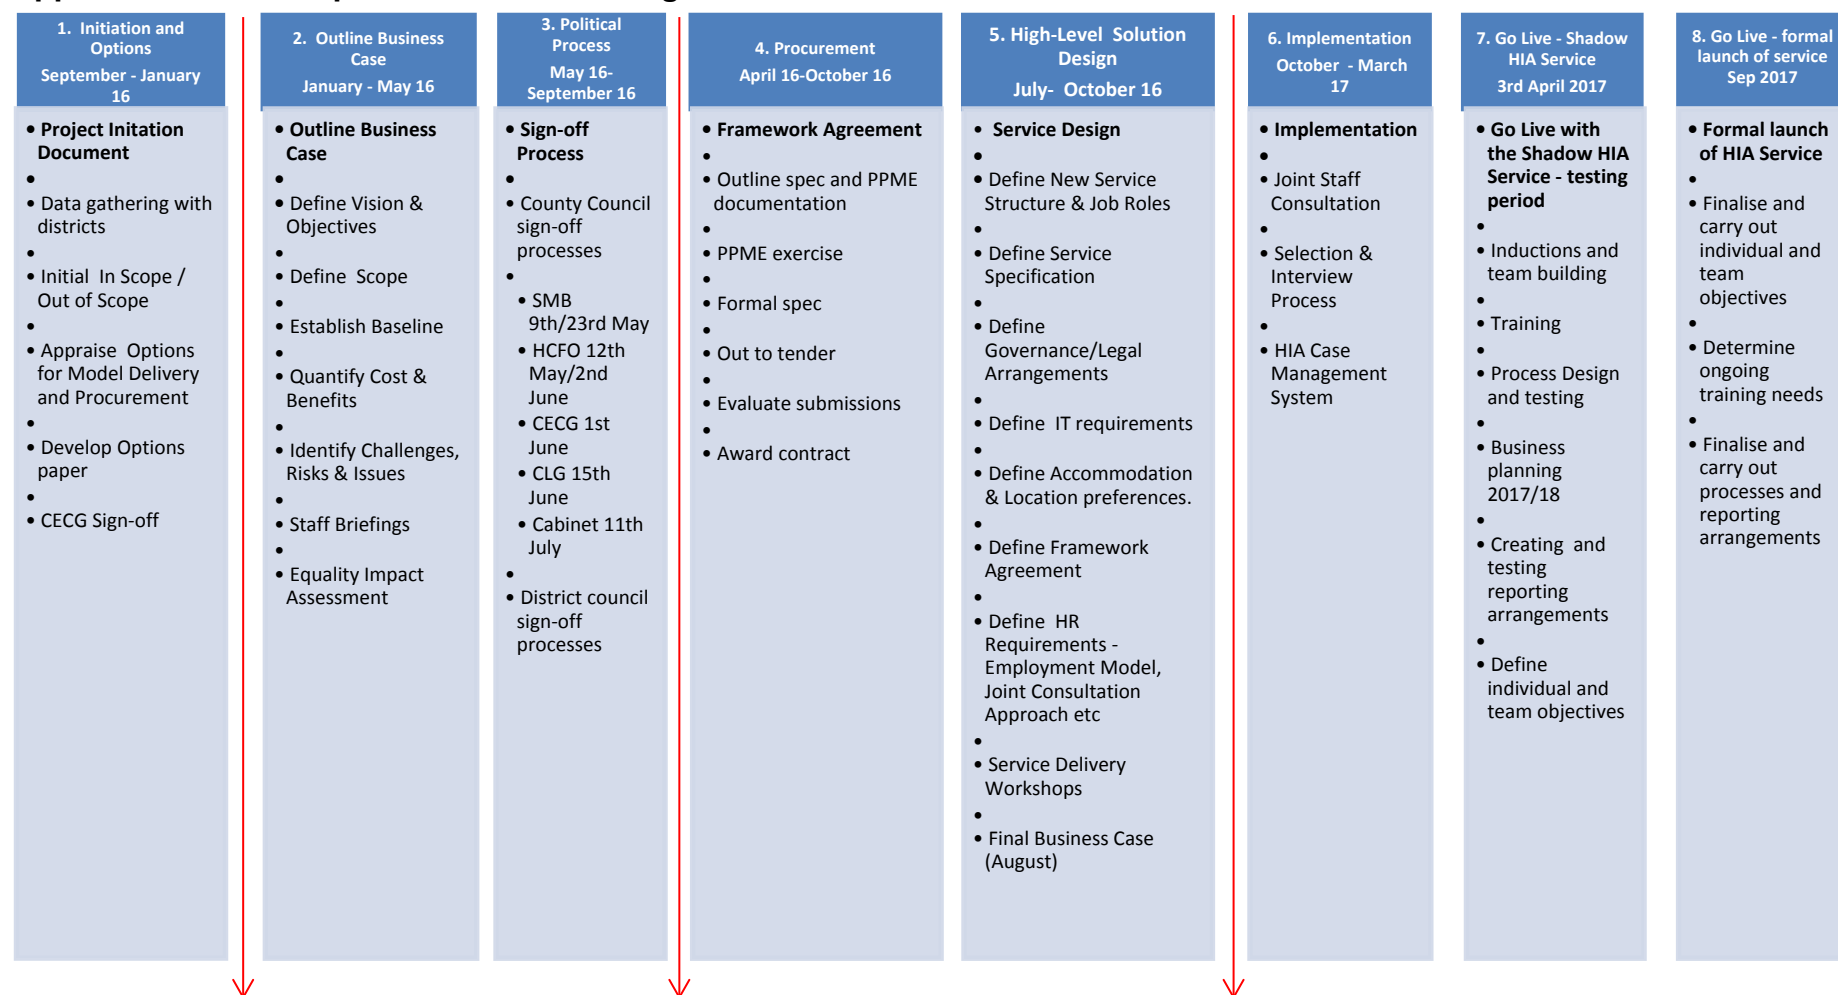 1. Initiation and
Options
September - January
16
• Project Initation
Document
•
• Data gathering with
districts
•
• Initial In Scope /
Out of Scope
•
• Appraise Options
for Model Delivery
and Procurement
•
• Develop Options
paper
•
• CECG Sign-off
2. Outline Business
Case
January - May 16
• Outline Business
Case
•
• Define Vision &
Objectives
•
• Define Scope
•
• Establish Baseline
•
• Quantify Cost &
Benefits
•
• Identify Challenges,
Risks & Issues
•
• Staff Briefings
•
• Equality Impact
Assessment
3. Political
Process
May 16-
September 16
• Sign-off
Process
•
• County Council
sign-off
processes
•
• SMB
9th/23rd May
• HCFO 12th
May/2nd
June
• CECG 1st
June
• CLG 15th
June
• Cabinet 11th
July
•
• District council
sign-off
processes
4. Procurement
April 16-October 16
• Framework Agreement
•
• Outline spec and PPME
documentation
•
• PPME exercise
•
• Formal spec
•
• Out to tender
•
• Evaluate submissions
•
• Award contract
5. High-Level Solution
Design
July- October 16
• Service Design
•
• Define New Service
Structure & Job Roles
•
• Define Service
Specification
•
• Define
Governance/Legal
Arrangements
•
• Define IT requirements
•
• Define Accommodation
& Location preferences.
•
• Define Framework
Agreement
•
• Define HR
Requirements -
Employment Model,
Joint Consultation
Approach etc
•
• Service Delivery
Workshops
•
• Final Business Case
(August)
6. Implementation
October - March
17
• Implementation
•
• Joint Staff
Consultation
•
• Selection &
Interview
Process
•
• HIA Case
Management
System
7. Go Live - Shadow
HIA Service
3rd April 2017
• Go Live with
the Shadow HIA
Service - testing
period
•
• Inductions and
team building
•
• Training
•
• Process Design
and testing
•
• Business
planning
2017/18
•
• Creating and
testing
reporting
arrangements
•
• Define
individual and
team objectives
8. Go Live - formal
launch of service
Sep 2017
• Formal launch
of HIA Service
•
• Finalise and
carry out
individual and
team
objectives
•
• Determine
ongoing
training needs
•
• Finalise and
carry out
processes and
reporting
arrangements